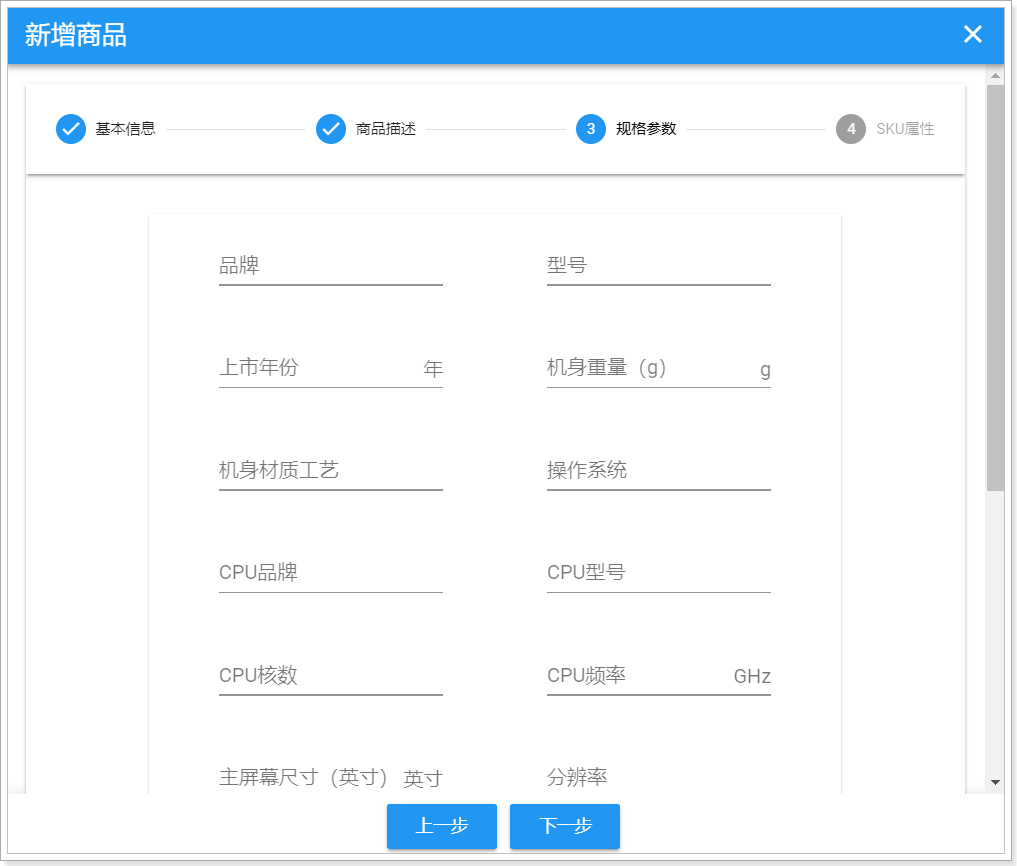 新增商品
基本信息 商品描述 3 规格参数 4 SKU属性
品牌 型号
上市年份 年 机身重量（g） g
机身材质工艺 操作系统
CPU品牌 CPU型号
CPU核数 CPU频率 GHz
主屏幕尺寸（英寸） 英寸 分辨率
上一步 下一步